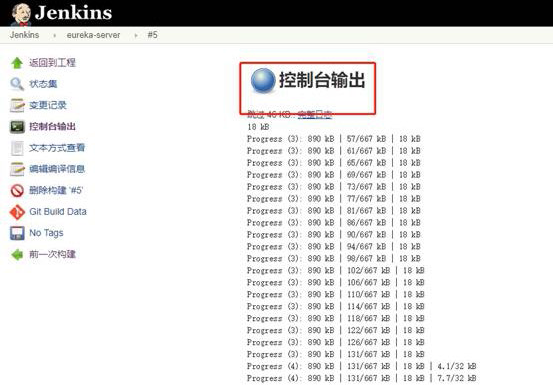 Jenkins
Jenkins › eureka-server › #5
返回到工程
状态集
变更记录
控制台输出
文本方式查看
编辑编译信息
删除构建 '#5'
Git Build Data
No Tags
前一次构建
控制台输出
跳过 46 KB.. 完整日志
18 kB
Progress (3): 890 kB | 57/667 kB | 18 kB
Progress (3): 890 kB | 61/667 kB | 18 kB
Progress (3): 890 kB | 65/667 kB | 18 kB
Progress (3): 890 kB | 69/667 kB | 18 kB
Progress (3): 890 kB | 73/667 kB | 18 kB
Progress (3): 890 kB | 77/667 kB | 18 kB
Progress (3): 890 kB | 81/667 kB | 18 kB
Progress (3): 890 kB | 86/667 kB | 18 kB
Progress (3): 890 kB | 90/667 kB | 18 kB
Progress (3): 890 kB | 94/667 kB | 18 kB
Progress (3): 890 kB | 98/667 kB | 18 kB
Progress (3): 890 kB | 102/667 kB | 18 kB
Progress (3): 890 kB | 106/667 kB | 18 kB
Progress (3): 890 kB | 110/667 kB | 18 kB
Progress (3): 890 kB | 114/667 kB | 18 kB
Progress (3): 890 kB | 118/667 kB | 18 kB
Progress (3): 890 kB | 122/667 kB | 18 kB
Progress (3): 890 kB | 126/667 kB | 18 kB
Progress (3): 890 kB | 131/667 kB | 18 kB
Progress (4): 890 kB | 131/667 kB | 18 kB | 4.1/32 kB
Progress (4): 890 kB | 131/667 kB | 18 kB | 7.7/32 kB